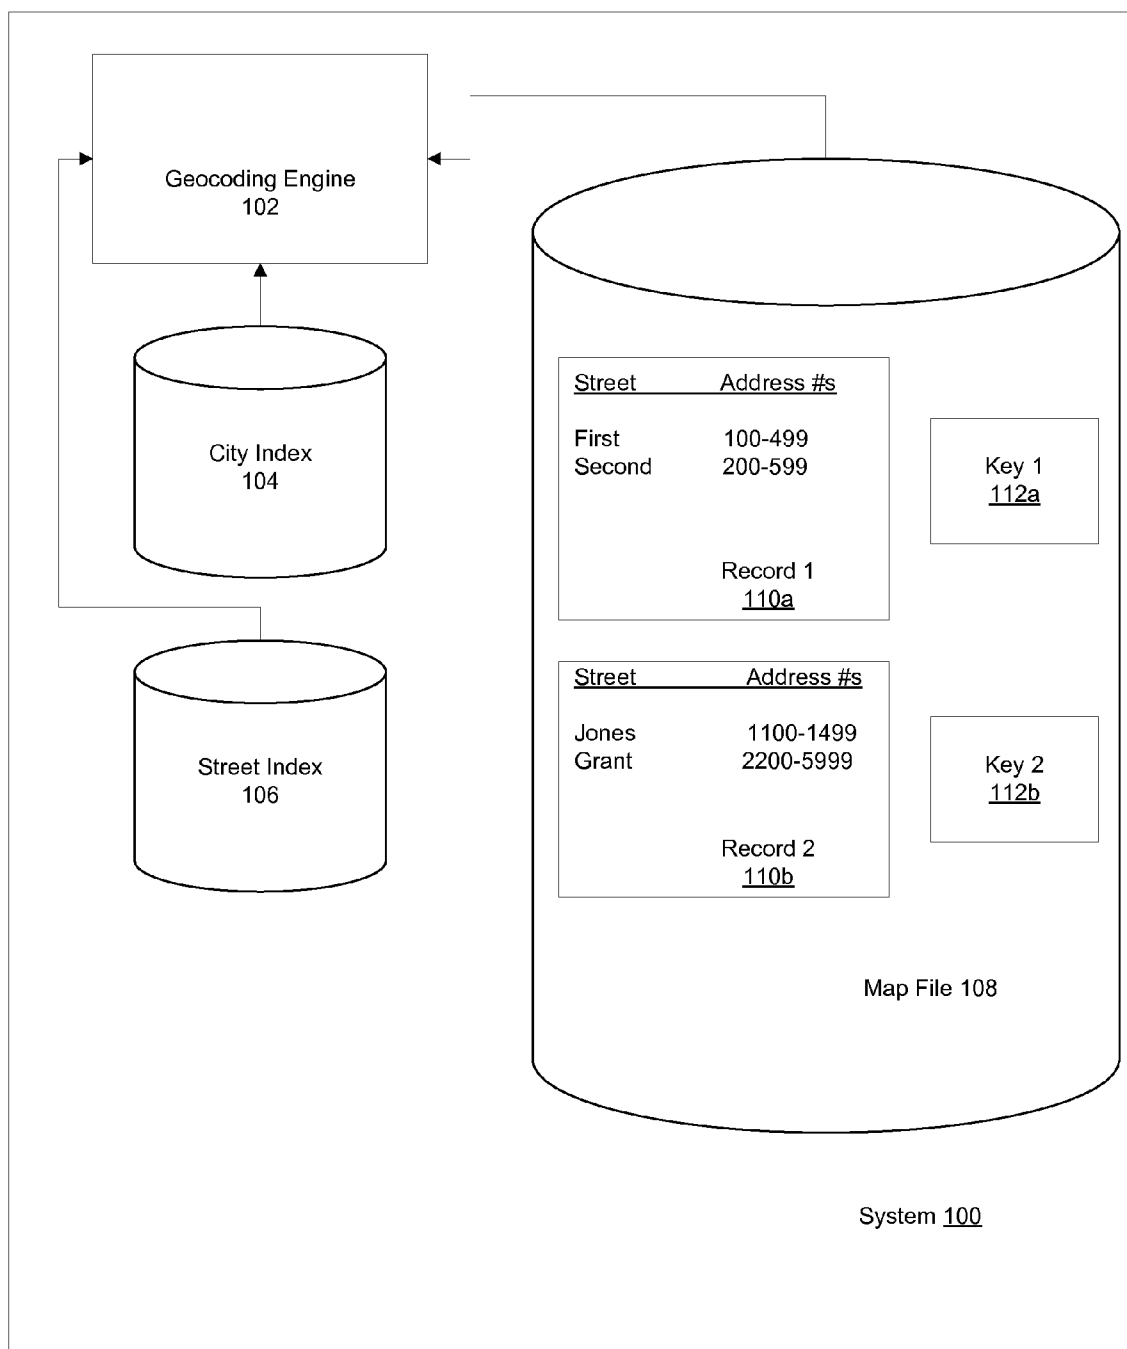 Geocoding Engine
102
City Index
104
Street Index
106
Street Address #s
First 100-499
Second 200-599
Record 1
110a
Key 1
112a
Street Address #s
Jones 1100-1499
Grant 2200-5999
Record 2
110b
Key 2
112b
Map File 108
System 100